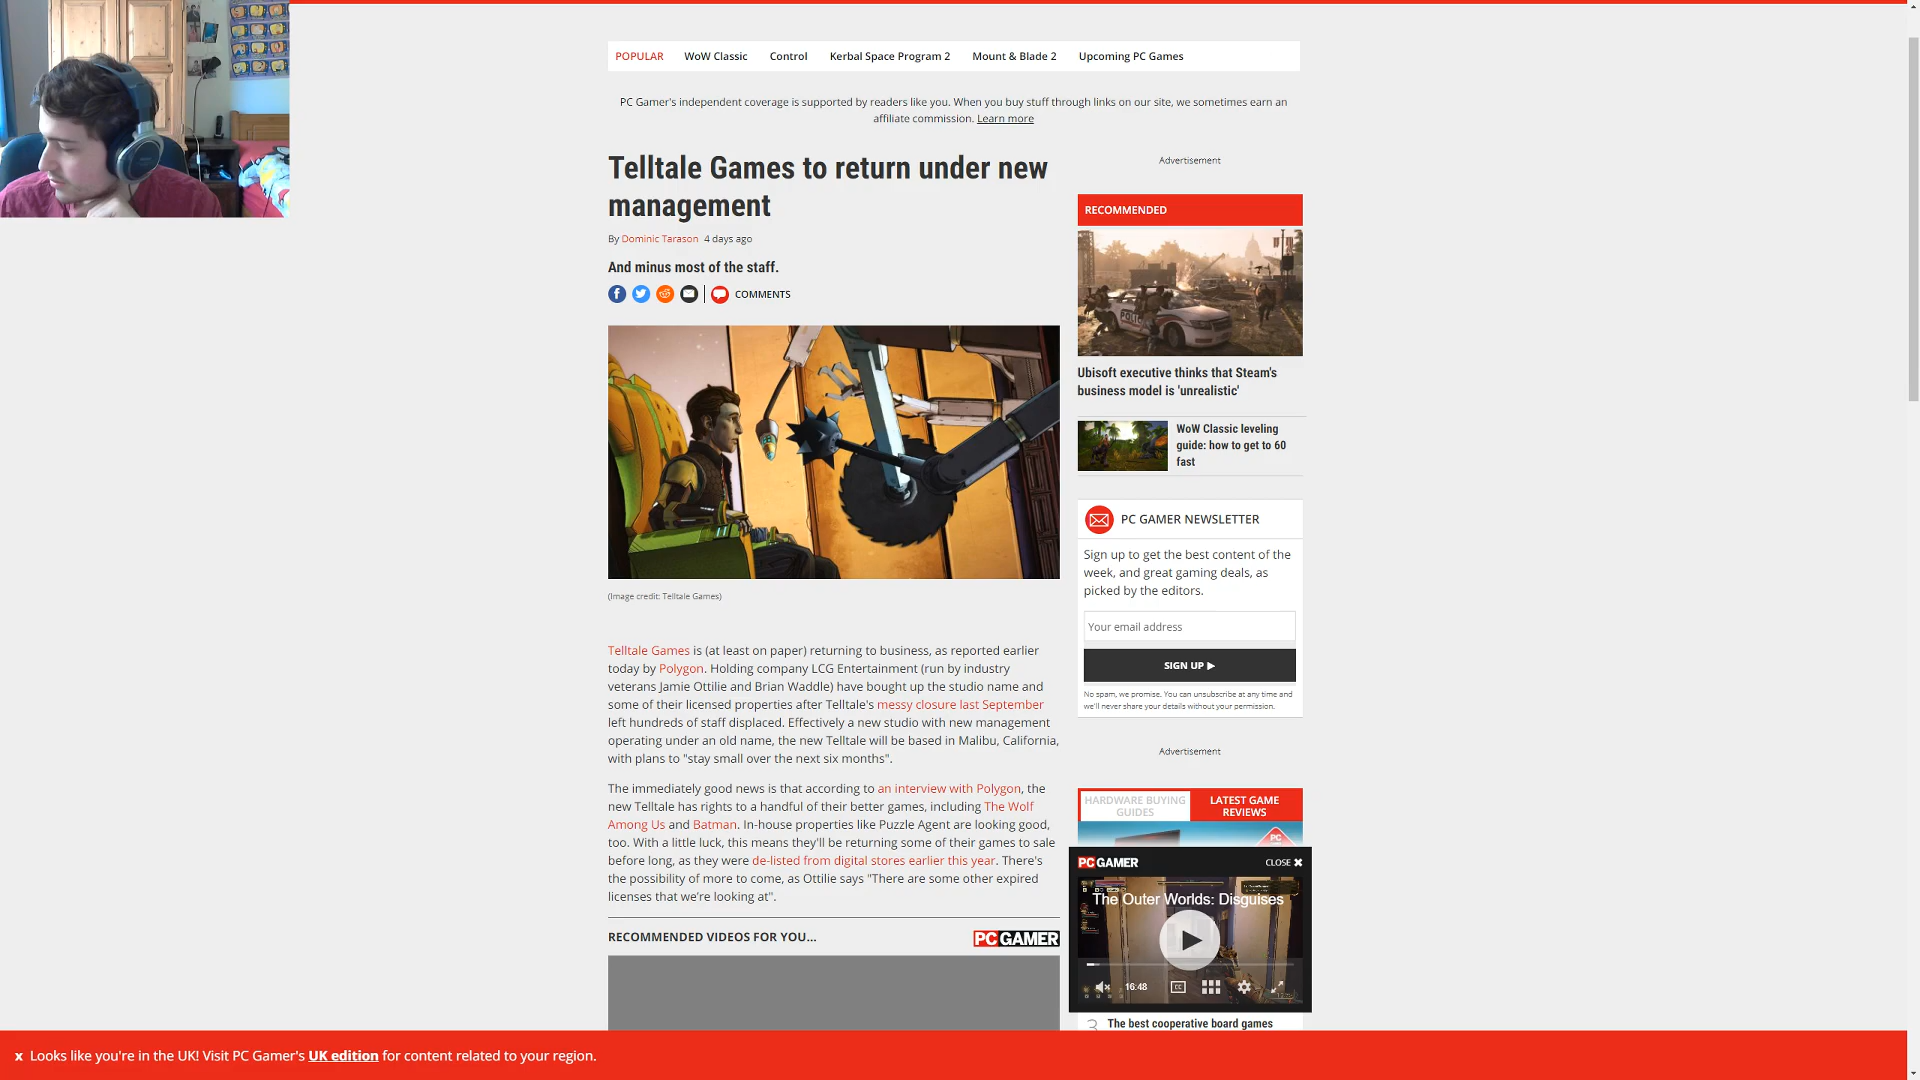 POPULAR WoW Classic Control Kerbal Space Program 2 Mount & Blade 2 Upcoming PC Games
PC Gamer's independent coverage is supported by readers like you. When you buy stuff through links on our site, we sometimes earn an
affiliate commission. Learn more
Telltale Games to return under new
management
By Dominic Tarason 4 days ago
And minus most of the staff.
COMMENTS
(Image credit: Telltale Games)
Telltale Games is (at least on paper) returning to business, as reported earlier
today by Polygon. Holding company LCG Entertainment (run by industry
veterans Jamie Ottilie and Brian Waddle) have bought up the studio name and
some of their licensed properties after Telltale's messy closure last September
left hundreds of staff displaced. Effectively a new studio with new management
operating under an old name, the new Telltale will be based in Malibu, California,
with plans to "stay small over the next six months".
The immediately good news is that according to an interview with Polygon, the
new Telltale has rights to a handful of their better games, including The Wolf
Among Us and Batman. In-house properties like Puzzle Agent are looking good,
too. With a little luck, this means they'll be returning some of their games to sale
before long, as they were de-listed from digital stores earlier this year. There's
the possibility of more to come, as Ottilie says "There are some other expired
licenses that we're looking at".
RECOMMENDED VIDEOS FOR YOU...
PC GAMER
Advertisement
RECOMMENDED
POLICE
Ubisoft executive thinks that Steam's
business model is 'unrealistic'
WoW Classic leveling
guide: how to get to 60
fast
PC GAMER NEWSLETTER
Sign up to get the best content of the
week, and great gaming deals, as
picked by the editors.
Your email address
SIGN UP ▶
No spam, we promise. You can unsubscribe at any time and
we'll never share your details without your permission.
Advertisement
HARDWARE BUYING
GUIDES
LATEST GAME
REVIEWS
PC
PC GAMER
CLOSE ✖
The Outer Worlds: Disguises
16:48
CC
3
The best cooperative board games
x Looks like you're in the UK! Visit PC Gamer's UK edition for content related to your region.